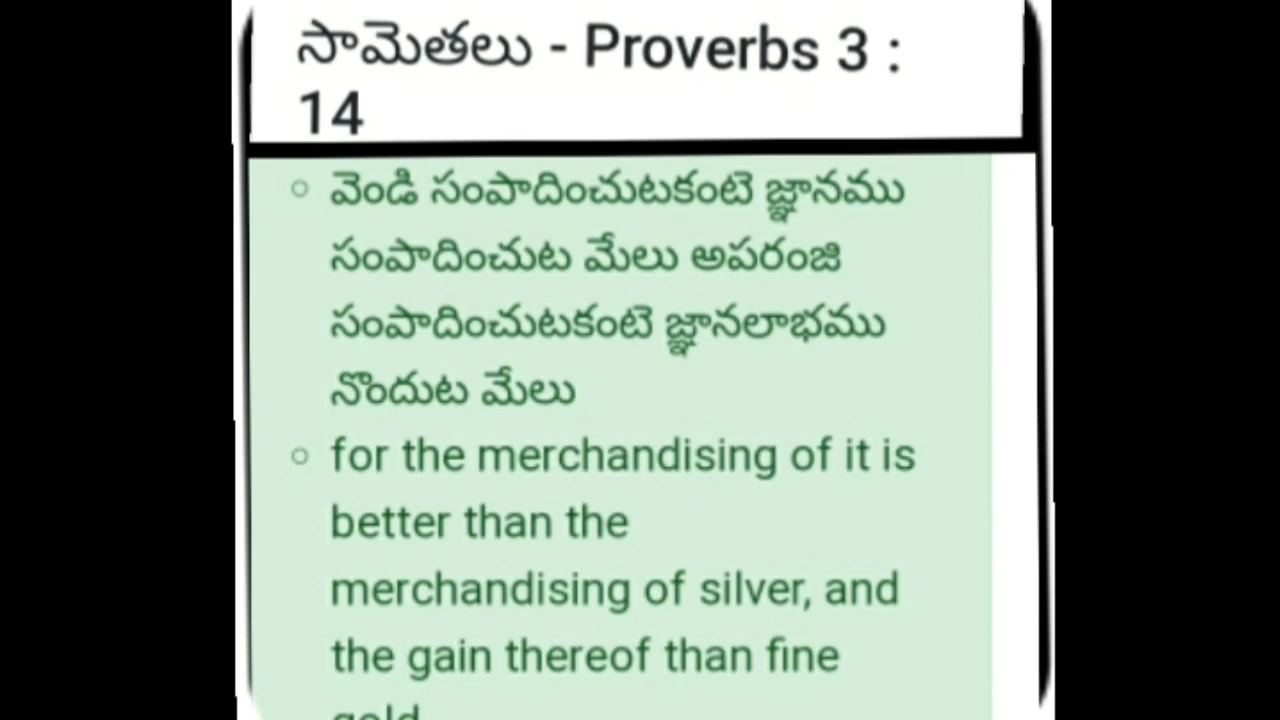 సామెతలు - Proverbs 3 :
14
వెండి సంపాదించుటకంటె జ్ఞానము
సంపాదించుట మేలు అపరంజి
సంపాదించుటకంటె జ్ఞానలాభము
నొందుట మేలు
for the merchandising of it is
better than the
merchandising of silver, and
the gain thereof than fine